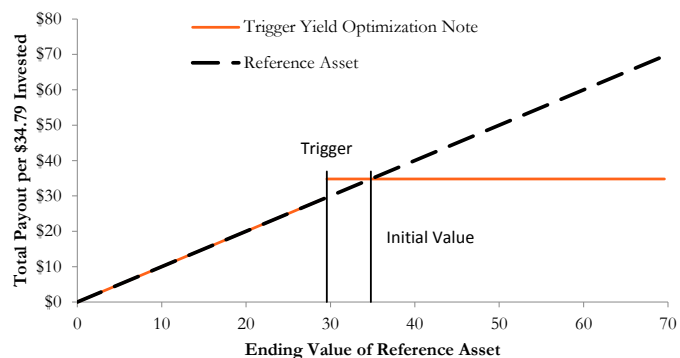 $80
$70
$60
$50
$40
$30
$20
$10
$0
Total Payout per $34.79 Invested
Trigger Yield Optimization Note
Reference Asset
Trigger
Initial Value
0 10 20 30 40 50 60 70
Ending Value of Reference Asset